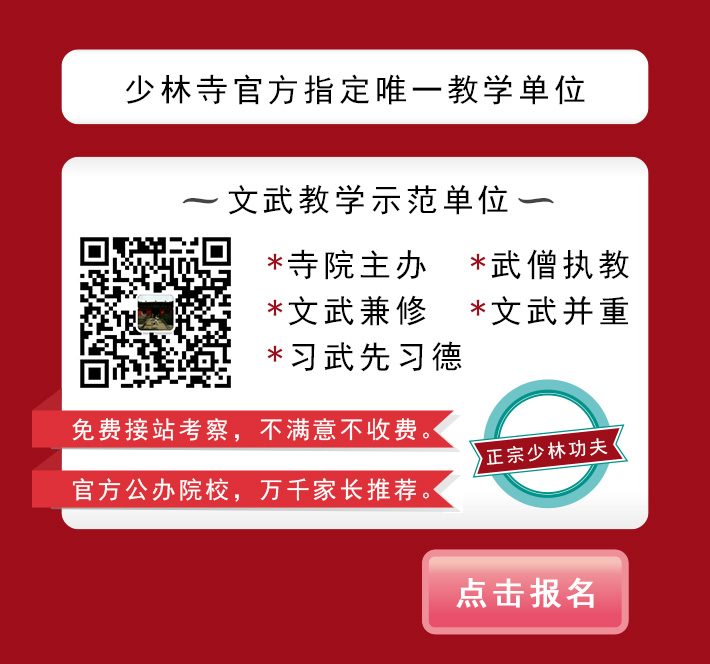 少林寺官方指定唯一教学单位
文武教学示范单位
*寺院主办 *武僧执教
*文武兼修 *文武并重
*习武先习德
免费接站考察，不满意不收费。
官方公办院校，万千家长推荐。
正宗少林功夫
点击报名